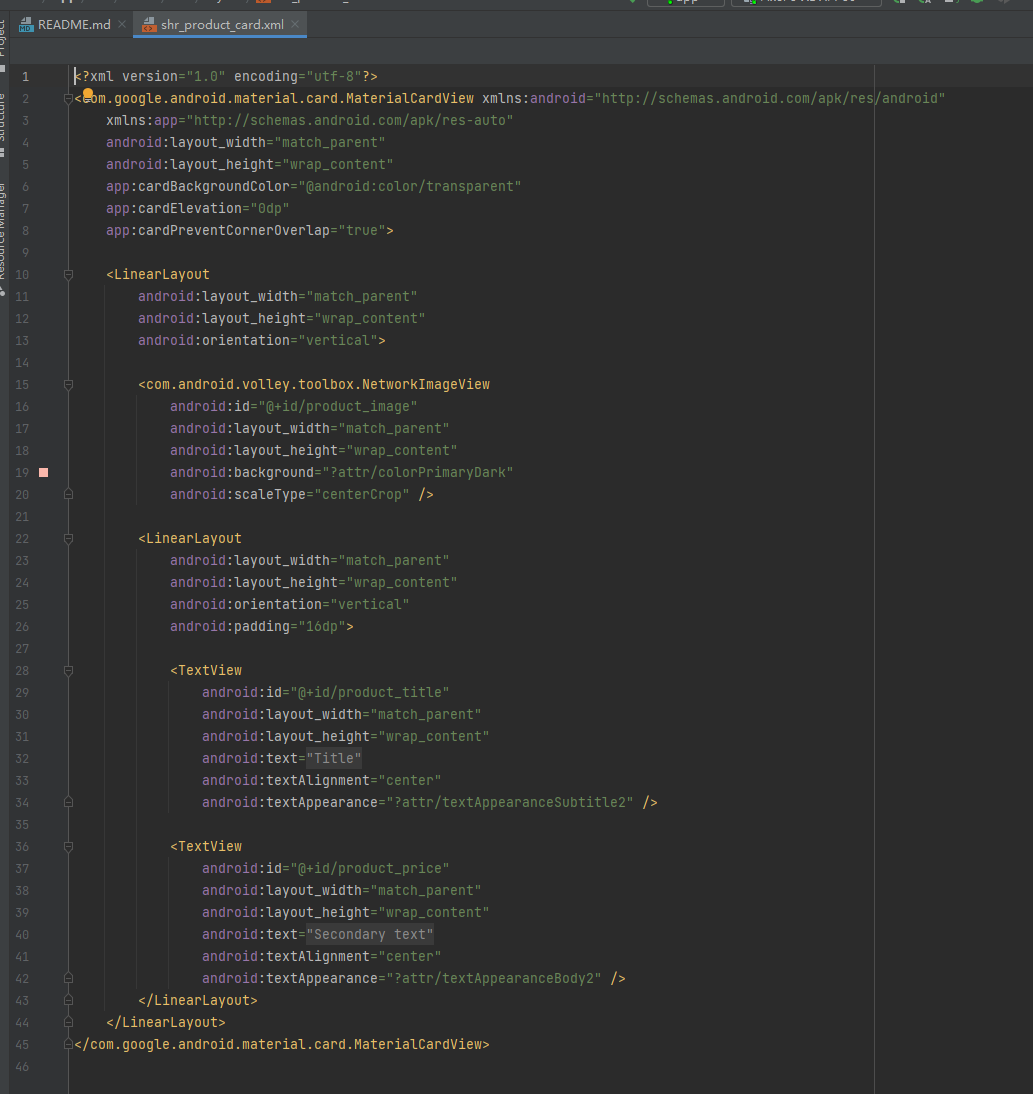 README.md
shr_product_card.xml
Structure
Resource Manager
1 <?xml version="1.0" encoding="utf-8"?>
2 <com.google.android.material.card.MaterialCardView xmlns:android="http://schemas.android.com/apk/res/android"
3 xmlns:app="http://schemas.android.com/apk/res-auto"
4 android:layout_width="match_parent"
5 android:layout_height="wrap_content"
6 app:cardBackgroundColor="@android:color/transparent"
7 app:cardElevation="0dp"
8 app:cardPreventCornerOverlap="true">
9
10 <LinearLayout
11 android:layout_width="match_parent"
12 android:layout_height="wrap_content"
13 android:orientation="vertical">
14
15 <com.android.volley.toolbox.NetworkImageView
16 android:id="@+id/product_image"
17 android:layout_width="match_parent"
18 android:layout_height="wrap_content"
19 android:background="?attr/colorPrimaryDark"
20 android:scaleType="centerCrop" />
21
22 <LinearLayout
23 android:layout_width="match_parent"
24 android:layout_height="wrap_content"
25 android:orientation="vertical"
26 android:padding="16dp">
27
28 <TextView
29 android:id="@+id/product_title"
30 android:layout_width="match_parent"
31 android:layout_height="wrap_content"
32 android:text="Title"
33 android:textAlignment="center"
34 android:textAppearance="?attr/textAppearanceSubtitle2" />
35
36 <TextView
37 android:id="@+id/product_price"
38 android:layout_width="match_parent"
39 android:layout_height="wrap_content"
40 android:text="Secondary text"
41 android:textAlignment="center"
42 android:textAppearance="?attr/textAppearanceBody2" />
43 </LinearLayout>
44 </LinearLayout>
45 </com.google.android.material.card.MaterialCardView>
46